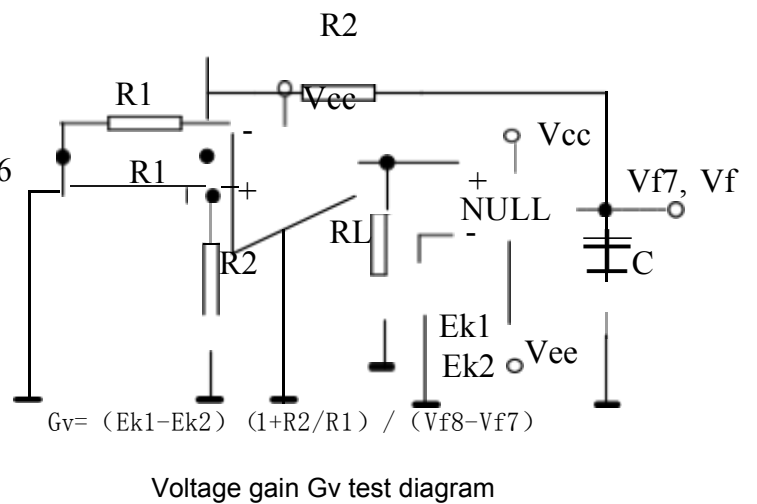 R2
R1
Vcc
-
Vcc
6
R1
+
+
Vf7, Vf
NULL
RL
-
R2
C
Ek1
Ek2
Vee
Gv= (Ek1-Ek2) (1+R2/R1) / (Vf8-Vf7)
Voltage gain Gv test diagram